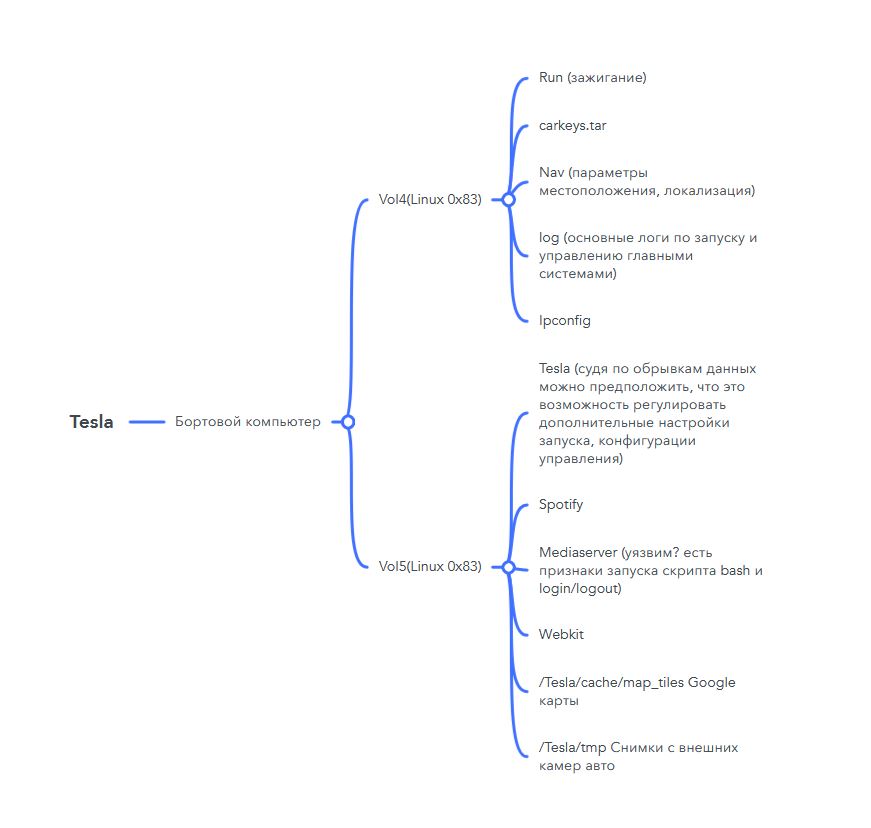 Tesla
Бортовой компьютер
Vol4(Linux 0x83)
Run (зажигание)
carkeys.tar
Nav (параметры
местоположения, локализация)
log (основные логи по запуску и
управлению главными
системами)
Ipconfig
Vol5(Linux 0x83)
Tesla (судя по обрывкам данных
можно предположить, что это
возможность регулировать
дополнительные настройки
запуска, конфигурации
управления)
Spotify
Mediaserver (уязвим? есть
признаки запуска скрипта bash и
login/logout)
Webkit
/Tesla/cache/map_tiles Google
карты
/Tesla/tmp Снимки с внешних
камер авто